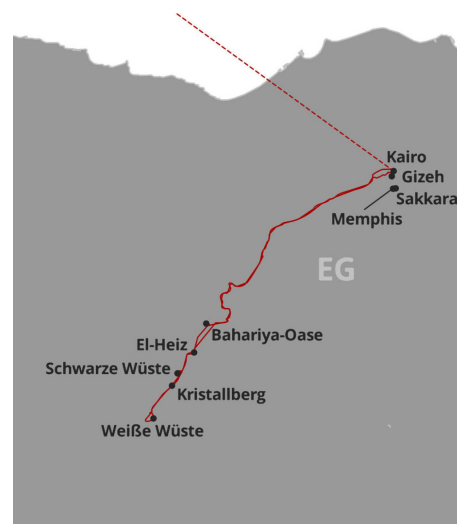 Kairo
Gizeh
Sakkara
Memphis
EG
Bahariya-Oase
El-Heiz
Schwarze Wüste
Kristallberg
Weiße Wüste